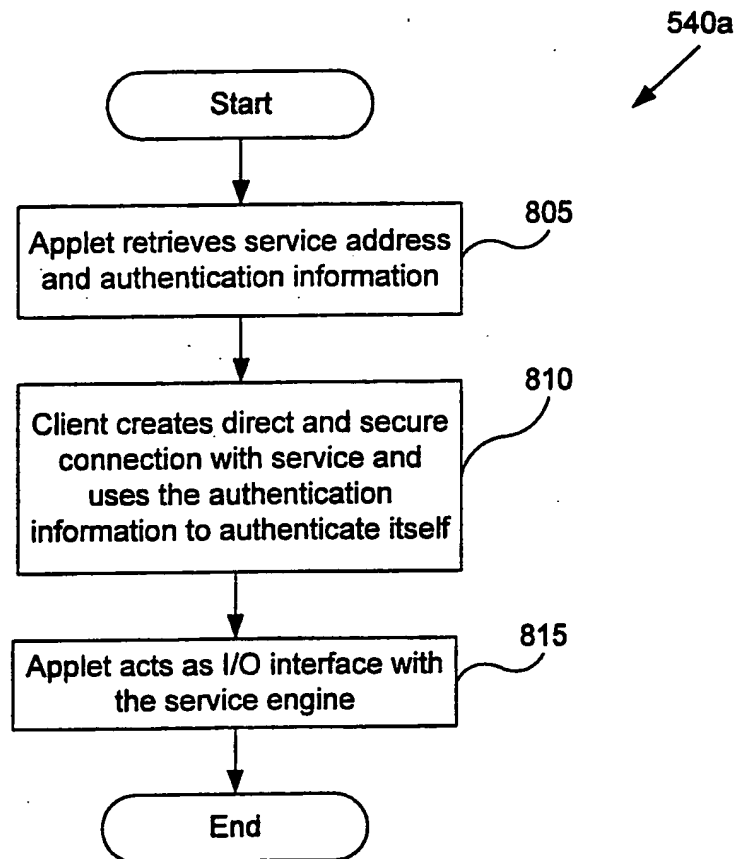 540a
Start
805
Applet retrieves service address
and authentication information
810
Client creates direct and secure
connection with service and
uses the authentication
information to authenticate itself
815
Applet acts as I/O interface with
the service engine
End